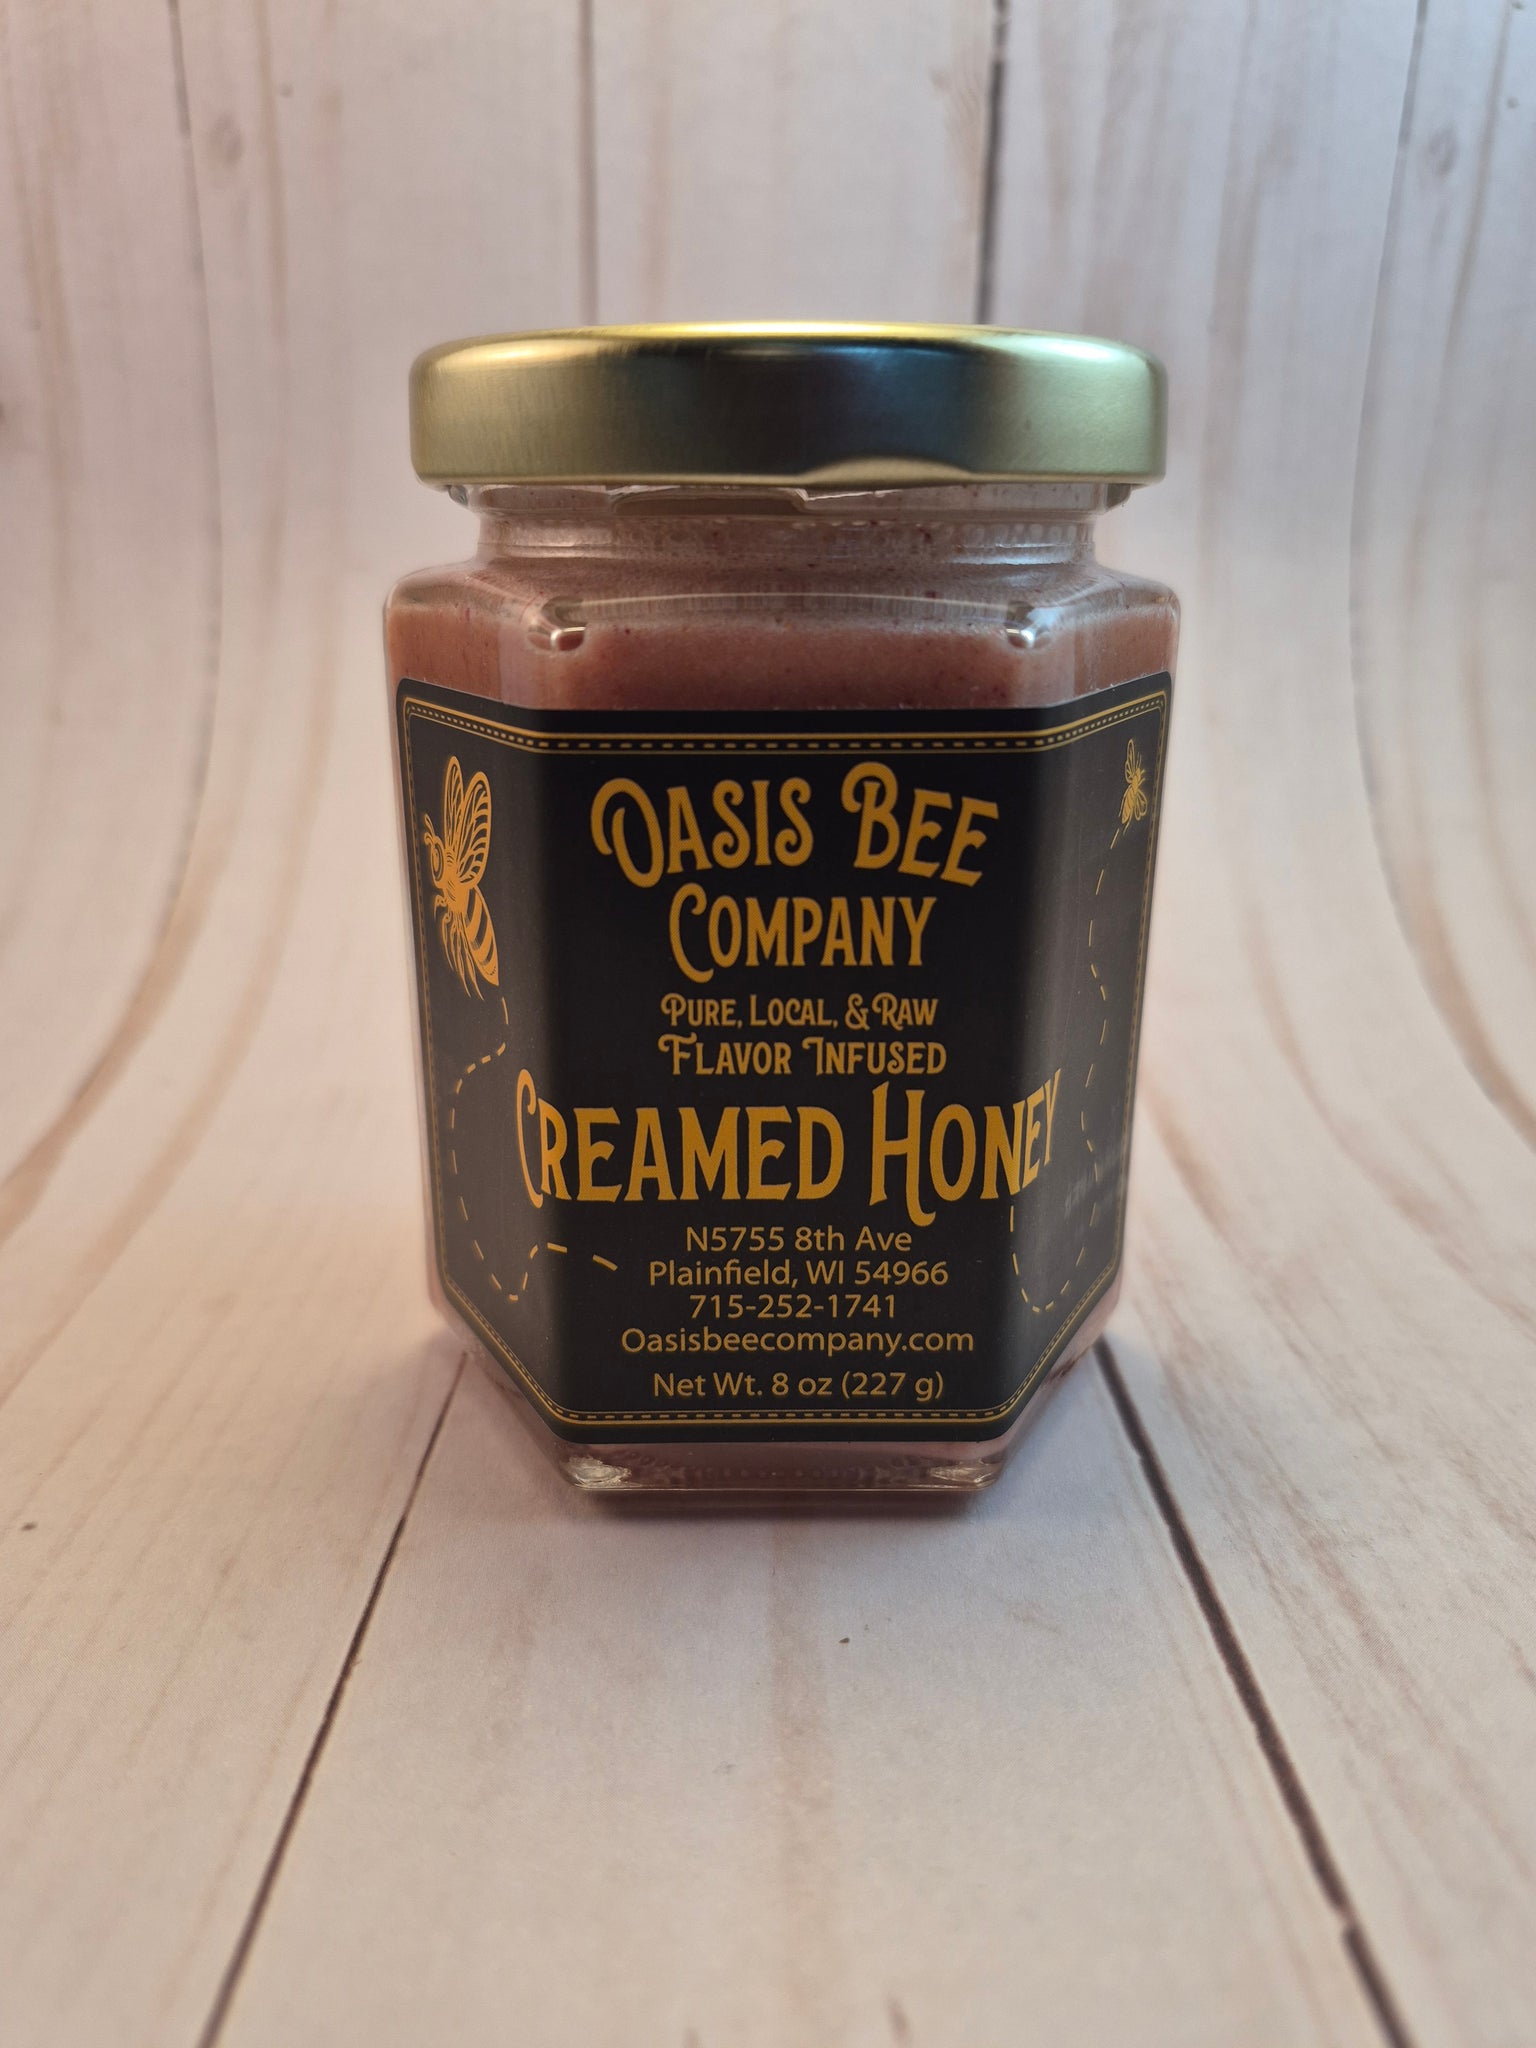 Oasis Bee
Company
Pure, Local, & Raw
Flavor Infused
Creamed Honey
N5755 8th Ave
Plainfield, WI 54966
715-252-1741
Oasisbeecompany.com
Net Wt. 8 oz (227 g)